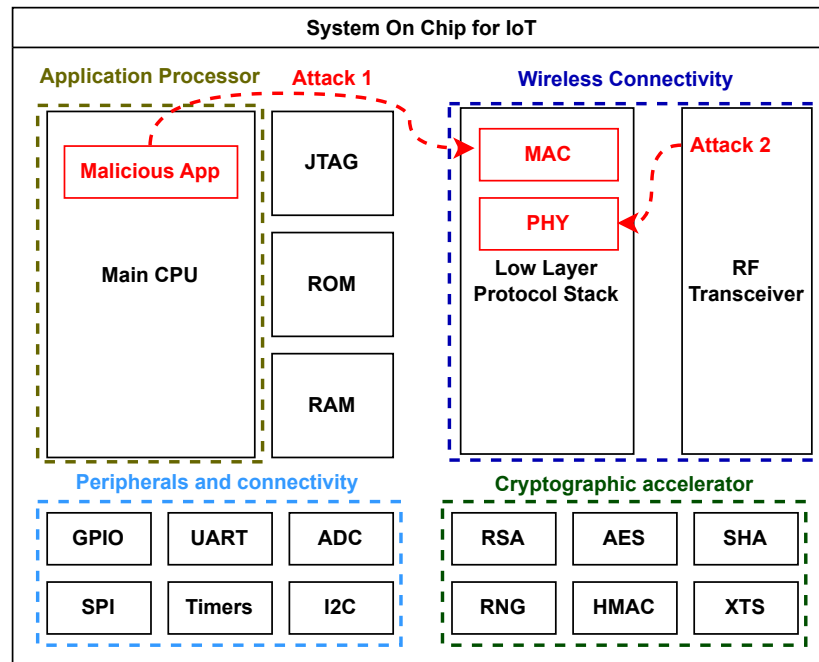 System On Chip for IoT
Application Processor
Attack 1
Wireless Connectivity
Malicious App
Main CPU
JTAG
ROM
RAM
MAC
PHY
Low Layer
Protocol Stack
Attack 2
RF
Transceiver
Peripherals and connectivity
GPIO
UART
ADC
SPI
Timers
I2C
Cryptographic accelerator
RSA
AES
SHA
RNG
HMAC
XTS